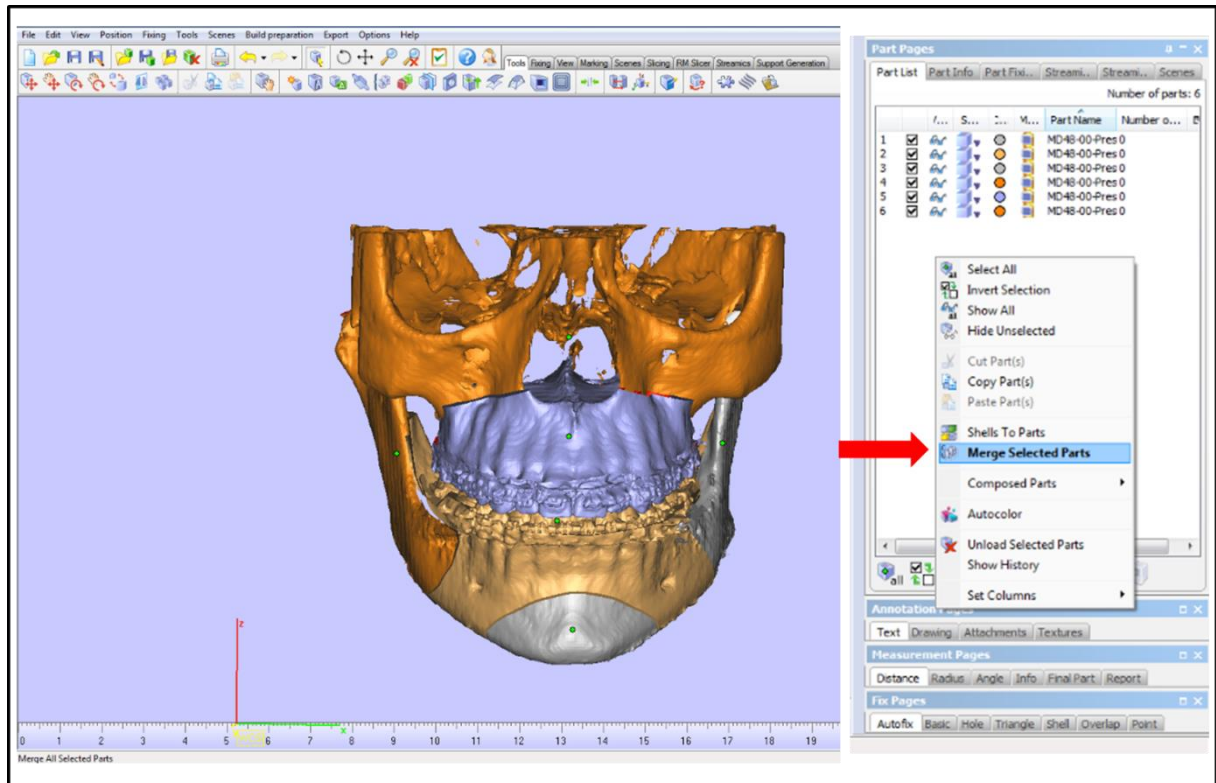 File Edit View Position Fixing Tools Scenes Build preparation Export Options Help
Tools Fixing View Marking Scenes Slicing RM Slicer Streamics Support Generation
z
x
0 1 2 3 4 5 6 7 8 9 10 11 12 13 14 15 16 17 18 19
Merge All Selected Parts
Part Pages
Part List Part Info Part Fixi... Streami... Streami... Scenes
Number of parts: 6
/... S... M... Part Name Number o...
1 MD48-00-Pres 0
2 MD48-00-Pres 0
3 MD48-00-Pres 0
4 MD48-00-Pres 0
5 MD48-00-Pres 0
6 MD48-00-Pres 0
Select All
Invert Selection
Show All
Hide Unselected
Cut Part(s)
Copy Part(s)
Paste Part(s)
Shells To Parts
Merge Selected Parts
Composed Parts
Autocolor
Unload Selected Parts
Show History
Set Columns
all
Annotation Pages
Text Drawing Attachments Textures
Measurement Pages
Distance Radius Angle Info Final Part Report
Fix Pages
Autofix Basic Hole Triangle Shell Overlap Point